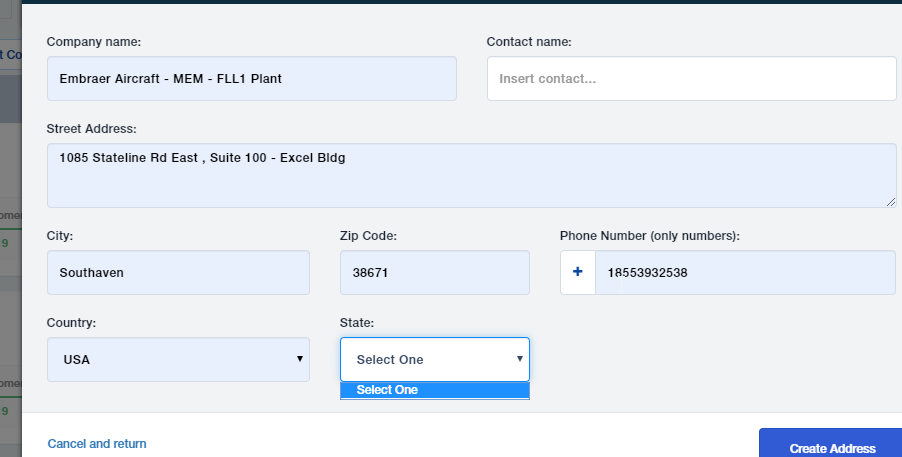 t Co
Company name:
Contact name:
Embraer Aircraft - MEM - FLL1 Plant
Insert contact...
Street Address:
1085 Stateline Rd East , Suite 100 - Excel Bldg
ome
9
City:
Zip Code:
Phone Number (only numbers):
Southaven
38671
+
18553932538
Country:
State:
USA
Select One
Select One
ome
9
Cancel and return
Create Address